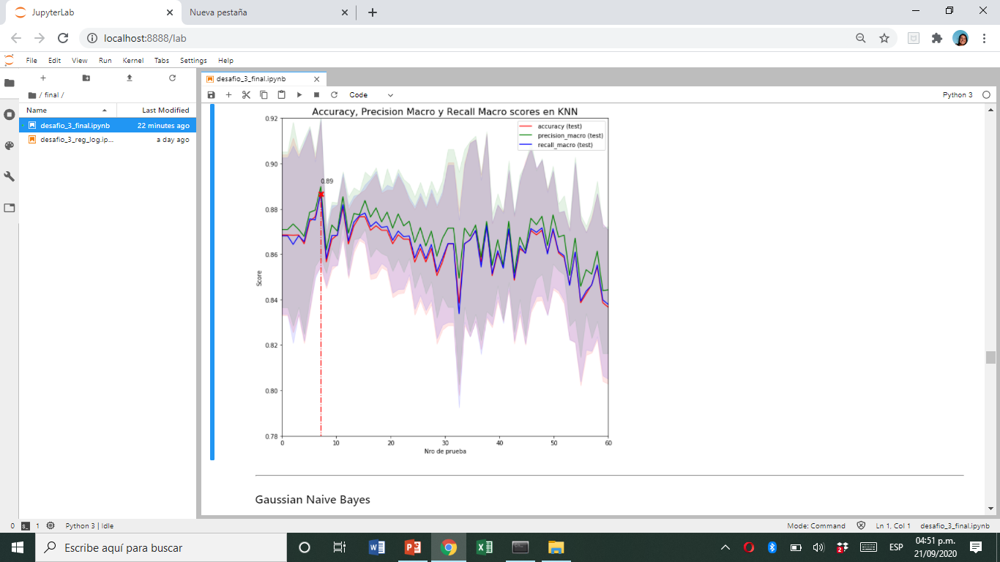 JupyterLab
Nueva pestaña
localhost:8888/lab
File Edit View Run Kernel Tabs Settings Help
/ final /
Name Last Modified
desafio_3_final.ipynb 22 minutes ago
desafio_3_reg_log.ip... a day ago
desafio_3_final.ipynb
Code
Python 3
Accuracy, Precision Macro y Recall Macro scores en KNN
accuracy (test)
precision_macro (test)
recall_macro (test)
0.89
0.92
0.90
0.88
0.86
0.84
0.82
0.80
0.78
Score
0 10 20 30 40 50 60
Nro de prueba
Gaussian Naive Bayes
0 1 Python 3 | Idle
Mode: Command Ln 1, Col 1 desafio_3_final.ipynb
Escribe aquí para buscar
ESP
04:51 p.m.
21/09/2020